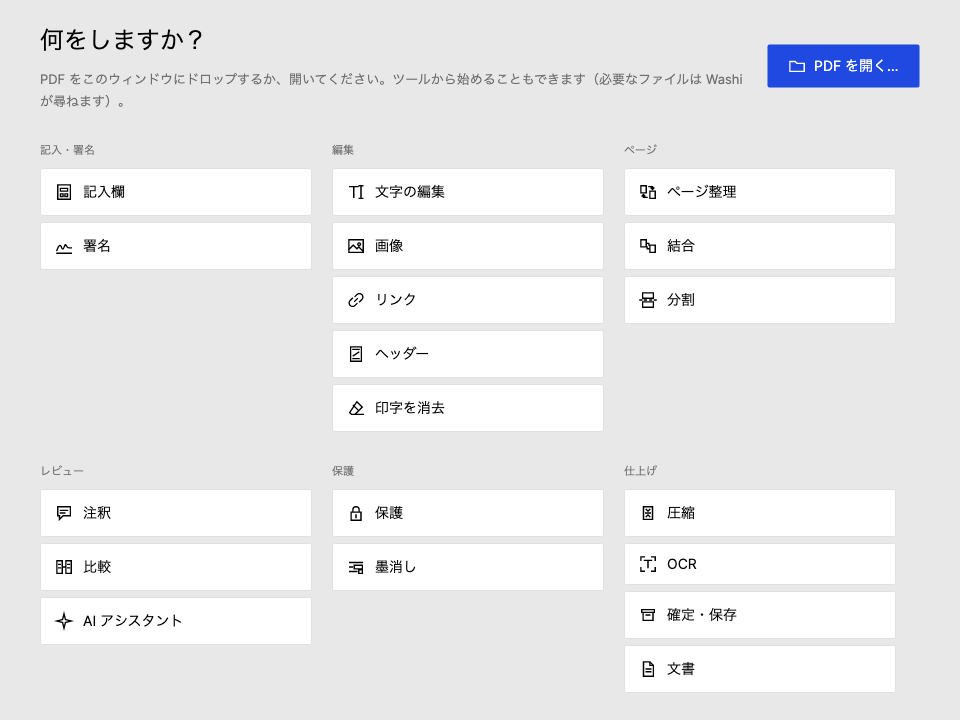 何をしますか？
PDF をこのウィンドウにドロップするか、開いてください。ツールから始めることもできます（必要なファイルは Washi
が尋ねます）。
PDF を開く...
記入・署名
記入欄
署名
編集
文字の編集
画像
リンク
ヘッダー
印字を消去
ページ
ページ整理
結合
分割
レビュー
注釈
比較
AI アシスタント
保護
保護
墨消し
仕上げ
圧縮
OCR
確定・保存
文書